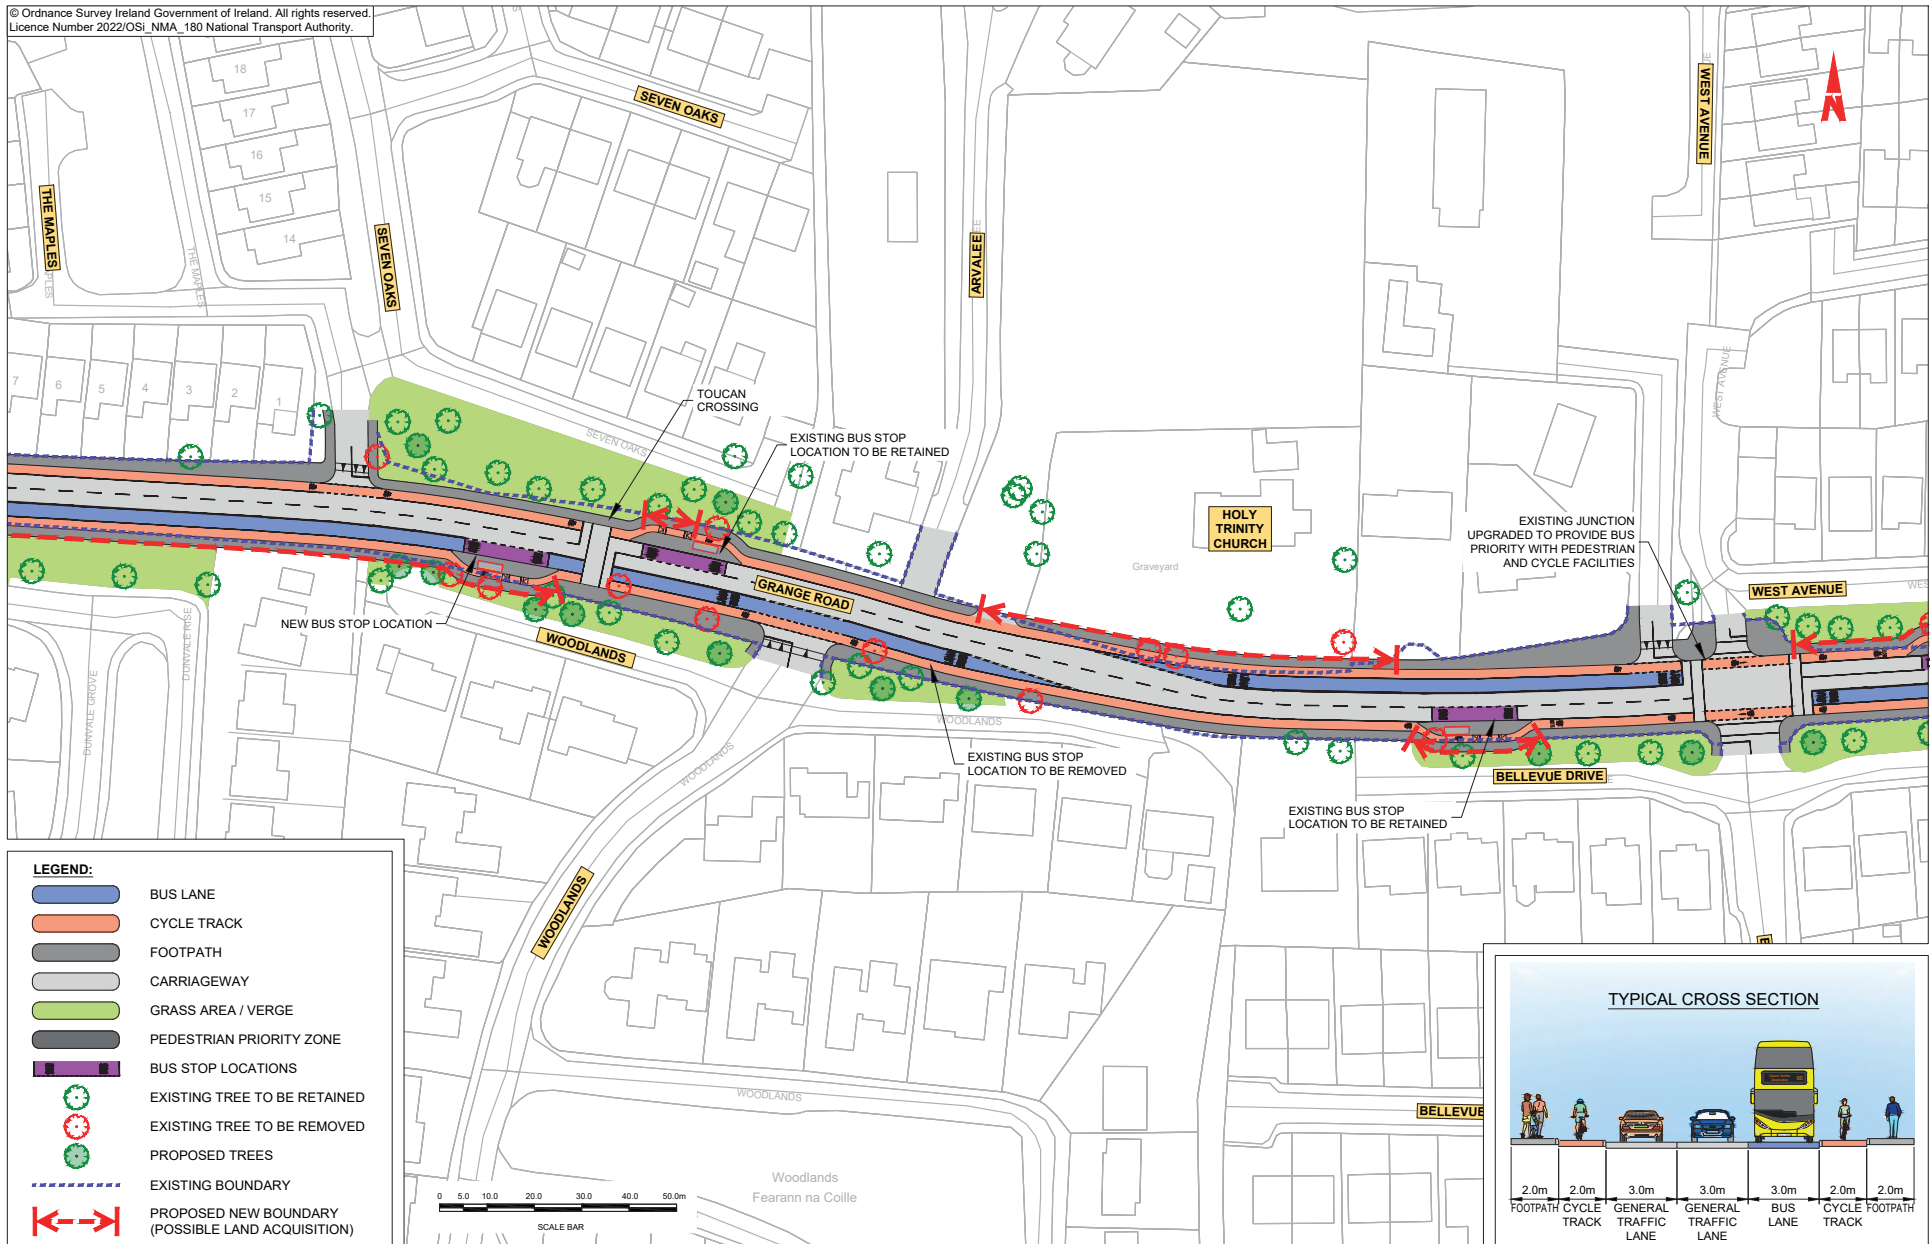 © Ordnance Survey Ireland Government of Ireland. All rights reserved.
Licence Number 2022/OSi_NMA_180 National Transport Authority.
18
17
16
15
14
THE MAPLES
THE MAPLES
SEVEN OAKS
SEVEN OAKS
ARVALEE
WEST AVENUE
N
7
6
5
4
3
2
1
SEVEN OAKS
TOUCAN
CROSSING
EXISTING BUS STOP
LOCATION TO BE RETAINED
WEST AVENUE
HOLY
TRINITY
CHURCH
Graveyard
EXISTING JUNCTION
UPGRADED TO PROVIDE BUS
PRIORITY WITH PEDESTRIAN
AND CYCLE FACILITIES
WEST AVENUE
GRANGE ROAD
NEW BUS STOP LOCATION
WOODLANDS
DUNVALE RISE
DUNVALE GROVE
WOODLANDS
WOODLANDS
EXISTING BUS STOP
LOCATION TO BE REMOVED
BELLEVUE DRIVE
EXISTING BUS STOP
LOCATION TO BE RETAINED
WOODLANDS
WOODLANDS
BELLEVUE
Woodlands
Fearann na Coille
LEGEND:
BUS LANE
CYCLE TRACK
FOOTPATH
CARRIAGEWAY
GRASS AREA / VERGE
PEDESTRIAN PRIORITY ZONE
BUS STOP LOCATIONS
EXISTING TREE TO BE RETAINED
EXISTING TREE TO BE REMOVED
PROPOSED TREES
EXISTING BOUNDARY
PROPOSED NEW BOUNDARY
(POSSIBLE LAND ACQUISITION)
0 5.0 10.0 20.0 30.0 40.0 50.0m
SCALE BAR
TYPICAL CROSS SECTION
2.0m 2.0m 3.0m 3.0m 3.0m 2.0m 2.0m
FOOTPATH CYCLE TRACK GENERAL TRAFFIC LANE GENERAL TRAFFIC LANE BUS LANE CYCLE TRACK FOOTPATH